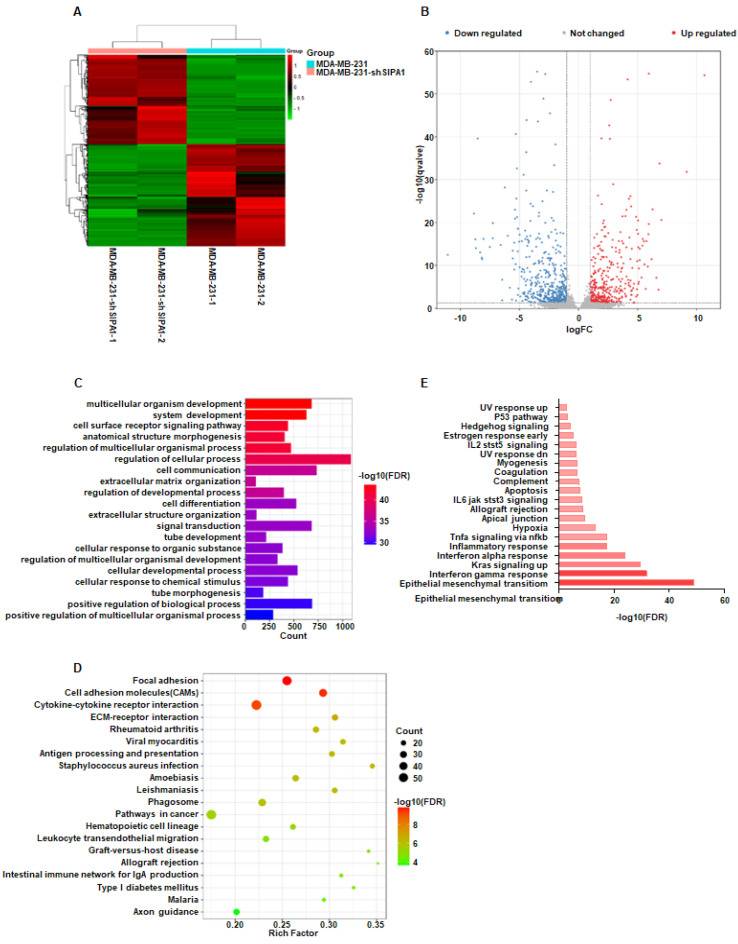 A
Group
Group
1
0.5
0
- 0.5
- 1
MDA-MB-231
MDA-MB-231-sh SIPA1
MDA-MB-231-sh SIPA1-1
MDA-MB-231-sh SIPA1-2
MDA-MB-231-1
MDA-MB-231-2
B
Down regulated
Not changed
Up regulated
60
50
40
30
20
10
0
-log10(qvalve)
-10
-5
0
5
10
logFC
C
multicellular organism development
system development
cell surface receptor signaling pathway
anatomical structure morphogenesis
regulation of multicellular organismal process
regulation of cellular process
cell communication
extracellular matrix organization
regulation of developmental process
cell differentiation
extracellular structure organization
signal transduction
tube development
cellular response to organic substance
regulation of multicellular organismal development
cellular developmental process
cellular response to chemical stimulus
tube morphogenesis
positive regulation of biological process
positive regulation of multicellular organismal process
0 250 500 750 1000
Count
-log10(FDR)
40
35
30
E
UV response up
P53 pathway
Hedgehog signaling
Estrogen response early
IL2 stst5 signaling
UV response dn
Myogenesis
Coagulation
Complement
Apoptosis
IL6 jak stst3 signaling
Allograft rejection
Apical junction
Hypoxia
Tnfa signaling via nfkb
Inflammatory response
Interferon alpha response
Kras signaling up
Interferon gamma response
Epithelial mesenchymal transitiom
Epithelial mesenchymal transitiom
0 20 40 60
-log10(FDR)
D
Focal adhesion
Cell adhesion molecules(CAMs)
Cytokine-cytokine receptor interaction
ECM-receptor interaction
Rheumatoid arthritis
Viral myocarditis
Antigen processing and presentation
Staphylococcus aureus infection
Amoebiasis
Leishmaniasis
Phagosome
Pathways in cancer
Hematopoietic cell lineage
Leukocyte transendothelial migration
Graft-versus-host disease
Allograft rejection
Intestinal immune network for IgA production
Type I diabetes mellitus
Malaria
Axon guidance
0.20 0.25 0.30 0.35
Rich Factor
Count
20
30
40
50
-log10(FDR)
8
6
4